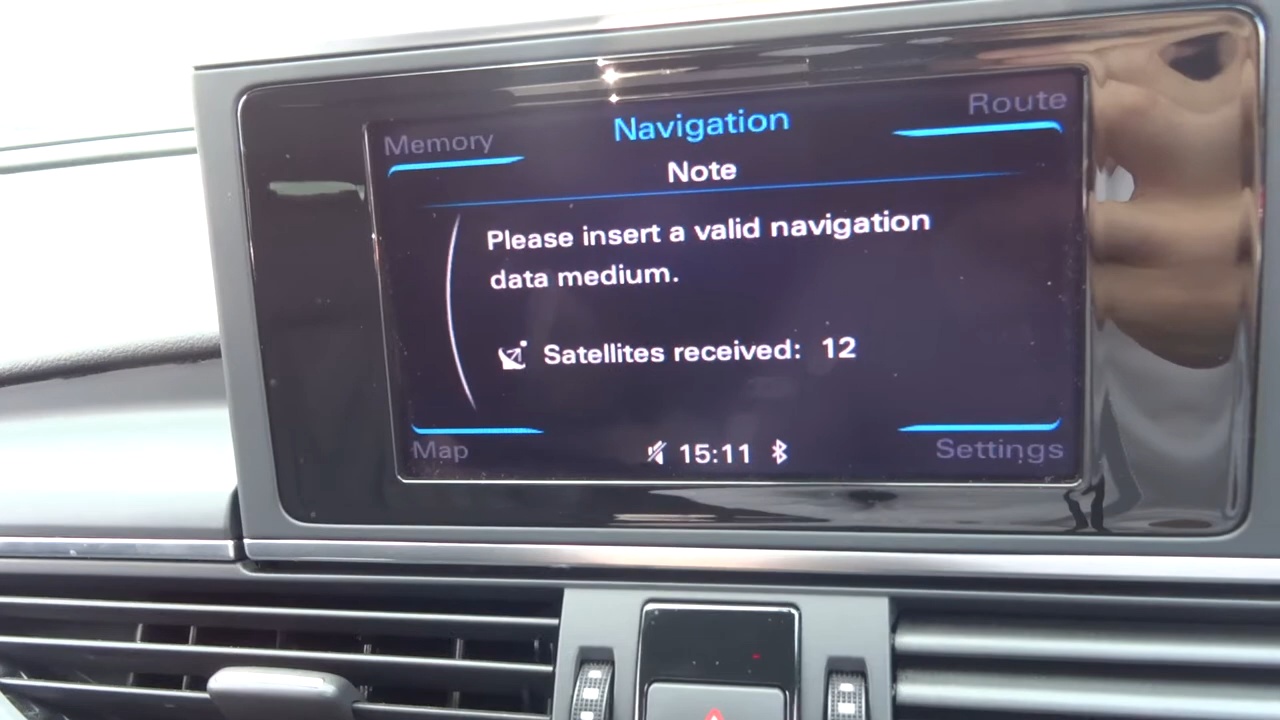 Memory
Navigation
Route
Note
Please insert a valid navigation
data medium.
Satellites received: 12
Map
15:11
Settings